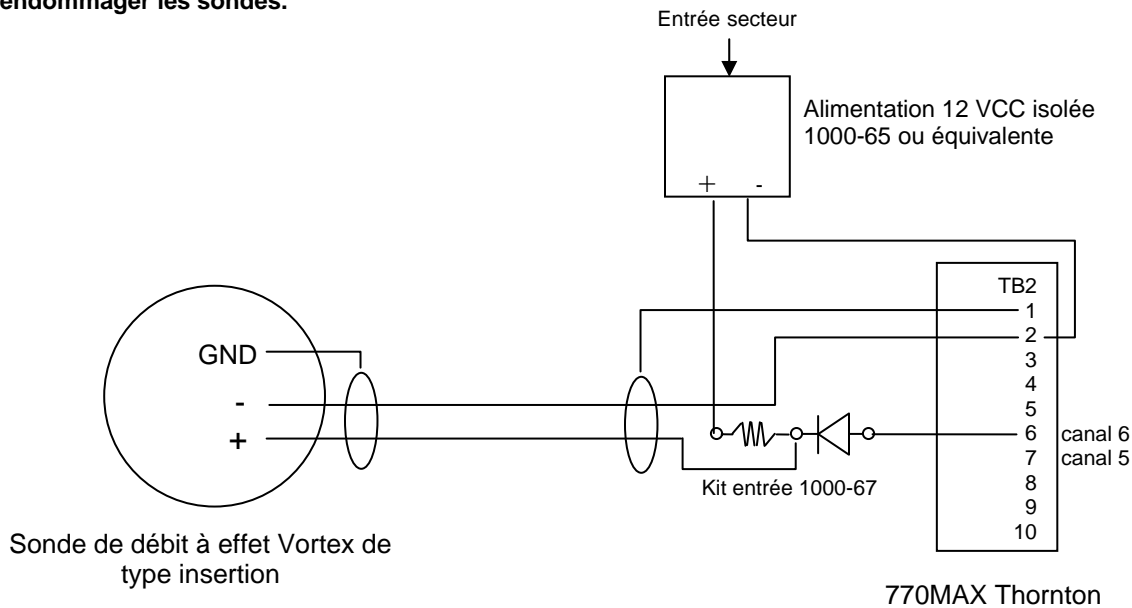 endommager les sondes.
Entrée secteur
Alimentation 12 VCC isolée
1000-65 ou équivalente
+ -
TB2
1
2
3
4
5
6 canal 6
7 canal 5
8
9
10
GND
-
+
Kit entrée 1000-67
Sonde de débit à effet Vortex de
type insertion
770MAX Thornton